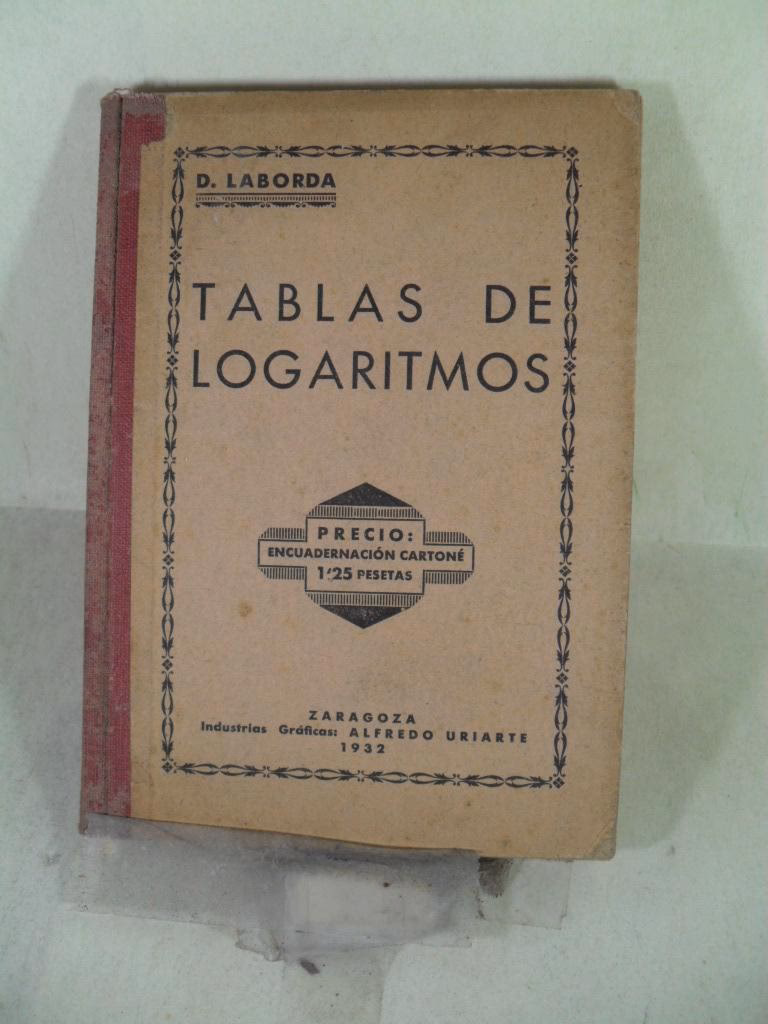 D. LABORDA
TABLAS DE
LOGARITMOS
PRECIO:
ENCUADERNACIÓN CARTONÉ
1'25 PESETAS
ZARAGOZA
Industrias Gráficas: ALFREDO URIARTE
1932